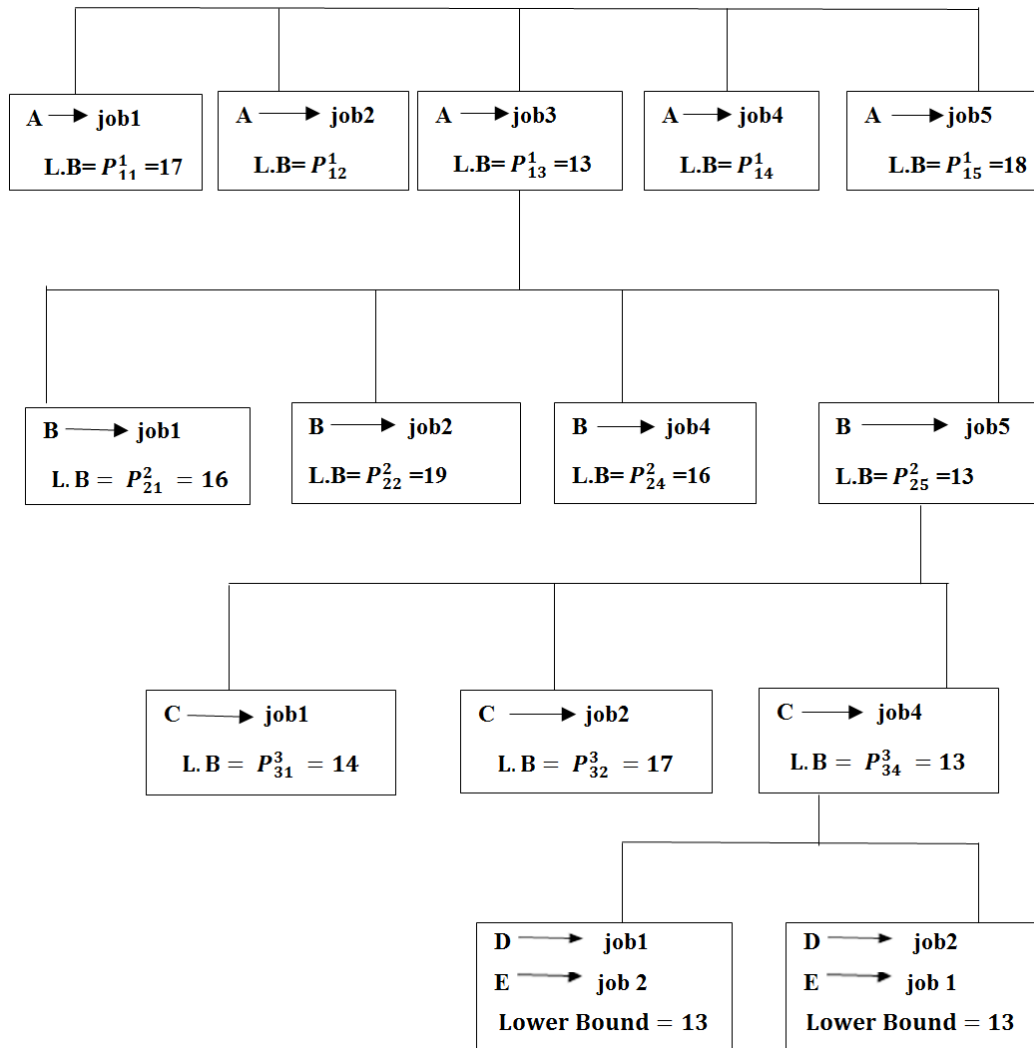 A → job1
L.B= P¹₁₁ =17
A → job2
L.B= P¹₁₂
A → job3
L.B= P¹₁₃ =13
A → job4
L.B= P¹₁₄
A → job5
L.B= P¹₁₅ =18
B → job1
L. B = P²₂₁ = 16
B → job2
L.B= P²₂₂ =19
B → job4
L.B= P²₂₄ =16
B → job5
L.B= P²₂₅ =13
C → job1
L. B = P³₃₁ = 14
C → job2
L. B = P³₃₂ = 17
C → job4
L. B = P³₃₄ = 13
D → job1
E → job 2
Lower Bound = 13
D → job2
E → job 1
Lower Bound = 13